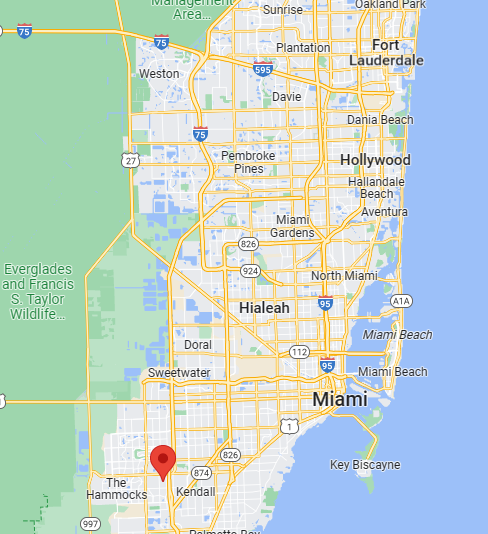 Management
Area...
Sunrise
Oakland Park
75
75
Plantation
Fort
Lauderdale
Weston
595
Davie
Dania Beach
75
27
Pembroke
Pines
Hollywood
Hallandale
Beach
Aventura
Miami
Gardens
826
Everglades
and Francis
S. Taylor
Wildlife...
924
North Miami
95
A1A
Hialeah
Miami Beach
Doral
112
95
Sweetwater
Miami Beach
Miami
1
826
Key Biscayne
874
The
Hammocks
Kendall
997
Palmetto Bay